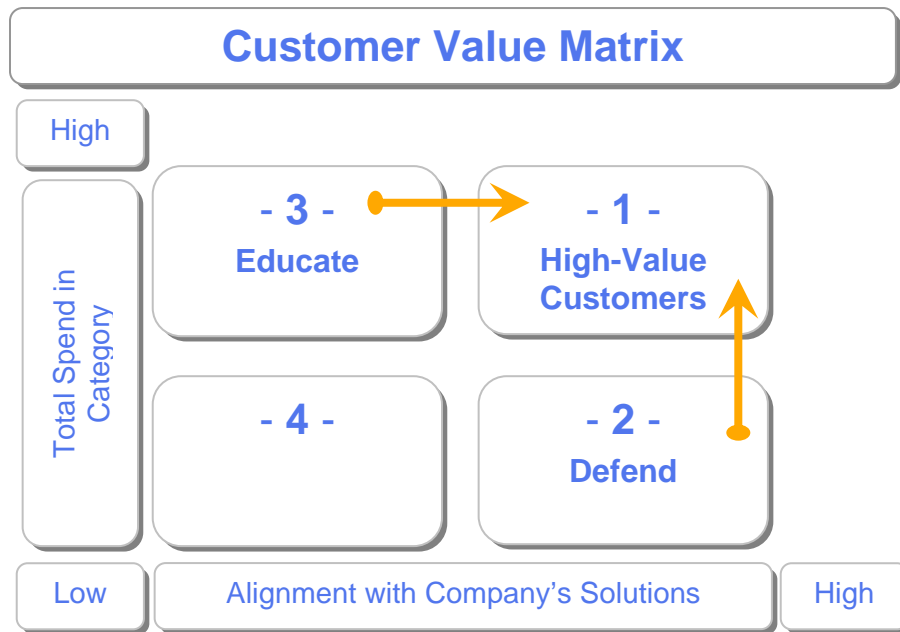 Customer Value Matrix
High
- 3 -
Educate
- 1 -
High-Value
Customers
Total Spend in
Category
- 4 -
- 2 -
Defend
Low
Alignment with Company’s Solutions
High